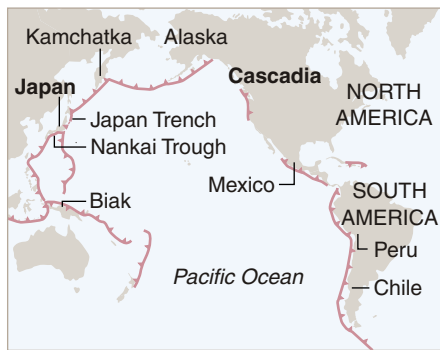 Kamchatka
Alaska
Japan
Cascadia
NORTH
AMERICA
Japan Trench
Nankai Trough
Mexico
Biak
SOUTH
AMERICA
Peru
Pacific Ocean
Chile